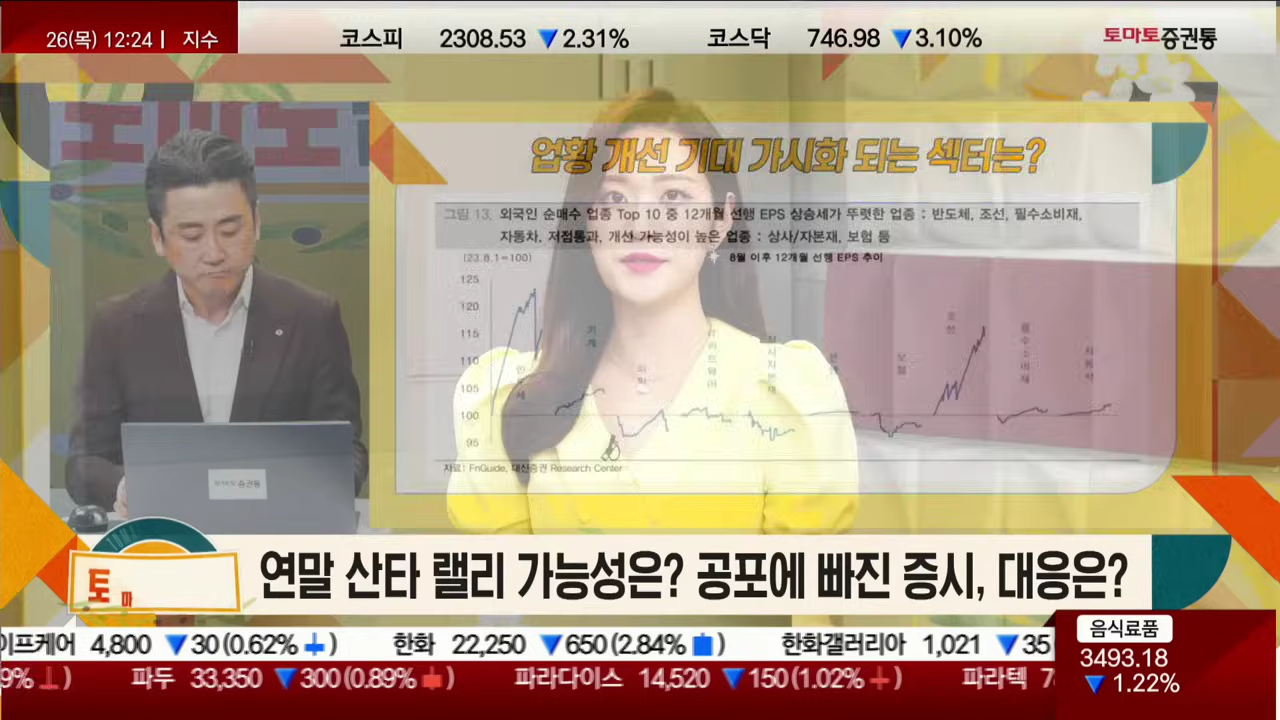 26(목) 12:24 | 지수
코스피 2308.53 ▼2.31%
코스닥 746.98 ▼3.10%
토마토증권통
업황 개선 기대 가시화 되는 섹터는?
그림 13. 외국인 순매수 업종 Top 10 중 12개월 선행 EPS 상승세가 뚜렷한 업종 : 반도체, 조선, 필수소비재,
자동차, 저점통과, 개선 가능성이 높은 업종 : 상사/자본재, 보험 등
(23.8.1=100)
8월 이후 12개월 선행 EPS 추이
125
120
115
110
105
100
95
기계
조선
필수소비재
보험
자료: FnGuide, 대신증권 Research Center
증권통
토마
연말 산타 랠리 가능성은? 공포에 빠진 증시, 대응은?
이프케어 4,800 ▼30(0.62%) 한화 22,250 ▼650(2.84%) 한화갤러리아 1,021 ▼35
9%) 파두 33,350 ▼300(0.89%) 파라다이스 14,520 ▼150(1.02%) 파라텍
음식료품
3493.18
▼1.22%